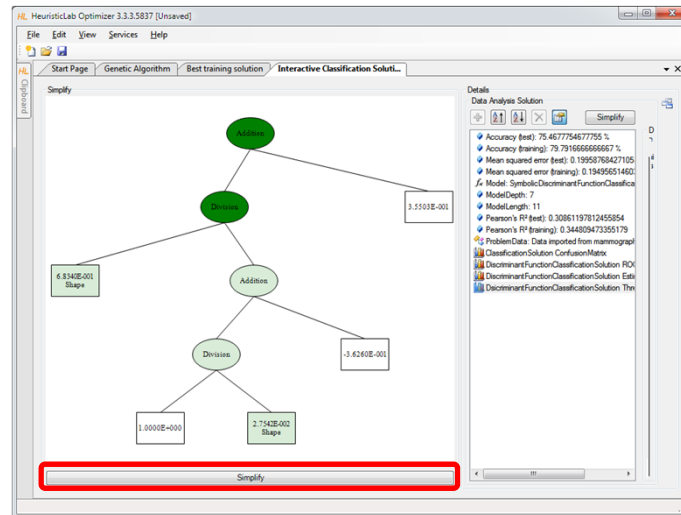 HL HeuristicLab Optimizer 3.3.3.5837 [Unsaved]
File Edit View Services Help
Start Page Genetic Algorithm Best training solution Interactive Classification Soluti...
HL Clipboard
Simplify
Addition
Division
3.5503E-001
6.8340E-001
Shape
Addition
Division
-3.6260E-001
1.0000E+000
2.7542E-002
Shape
Simplify
Details
Data Analysis Solution
Simplify
Accuracy (test): 75.4677754677755 %
Accuracy (training): 79.7916666666667 %
Mean squared error (test): 0.19958768427105
Mean squared error (training): 0.194956514603
Model: SymbolicDiscriminantFunctionClassifica
ModelDepth: 7
ModelLength: 11
Pearson's R² (test): 0.30861197812455854
Pearson's R² (training): 0.344809473355179
ProblemData: Data imported from mammograph
ClassificationSolution ConfusionMatrix
DiscriminantFunctionClassificationSolution ROC
DiscriminantFunctionClassificationSolution Esti
DsicriminantFunctionClassificationSolution Thre
D